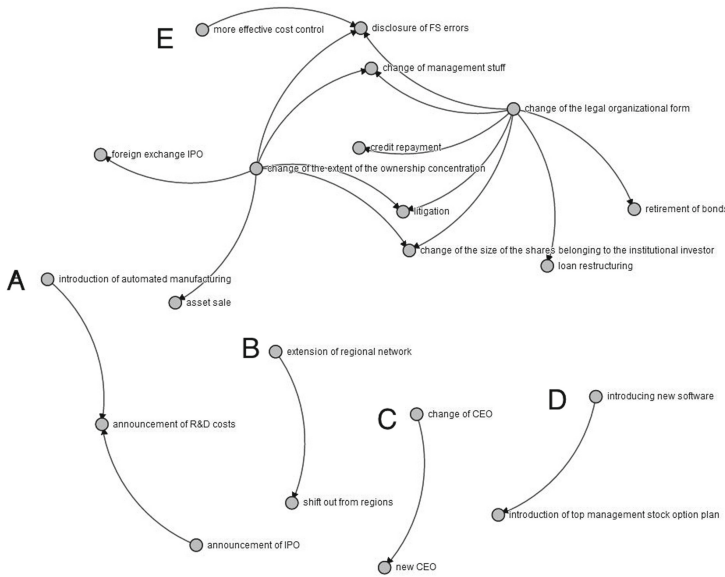 E
more effective cost control
disclosure of FS errors
change of management stuff
change of the legal organizational form
credit repayment
foreign exchange IPO
change of the extent of the ownership concentration
litigation
retirement of bonds
change of the size of the shares belonging to the institutional investor
loan restructuring
A
introduction of automated manufacturing
asset sale
B
extension of regional network
D
introducing new software
C
change of CEO
announcement of R&D costs
shift out from regions
introduction of top management stock option plan
announcement of IPO
new CEO